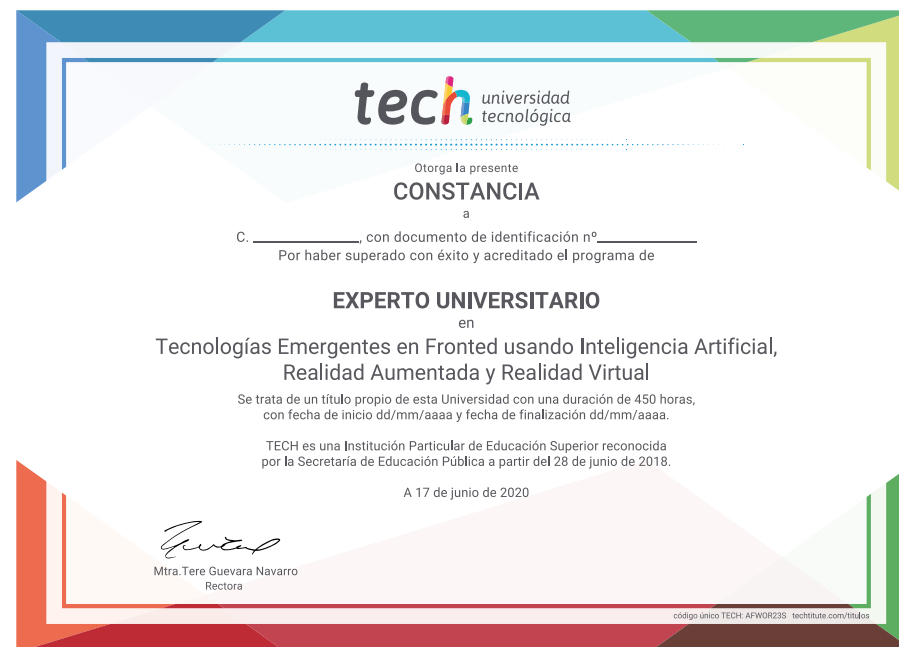 tech universidad
tecnológica
Otorga la presente
CONSTANCIA
a
C. ______________, con documento de identificación nº_____________
Por haber superado con éxito y acreditado el programa de
EXPERTO UNIVERSITARIO
en
Tecnologías Emergentes en Fronted usando Inteligencia Artificial,
Realidad Aumentada y Realidad Virtual
Se trata de un título propio de esta Universidad con una duración de 450 horas,
con fecha de inicio dd/mm/aaaa y fecha de finalización dd/mm/aaaa.
TECH es una Institución Particular de Educación Superior reconocida
por la Secretaría de Educación Pública a partir del 28 de junio de 2018.
A 17 de junio de 2020
Mtra.Tere Guevara Navarro
Rectora
código único TECH: AFWOR23S techtitute.com/titulos